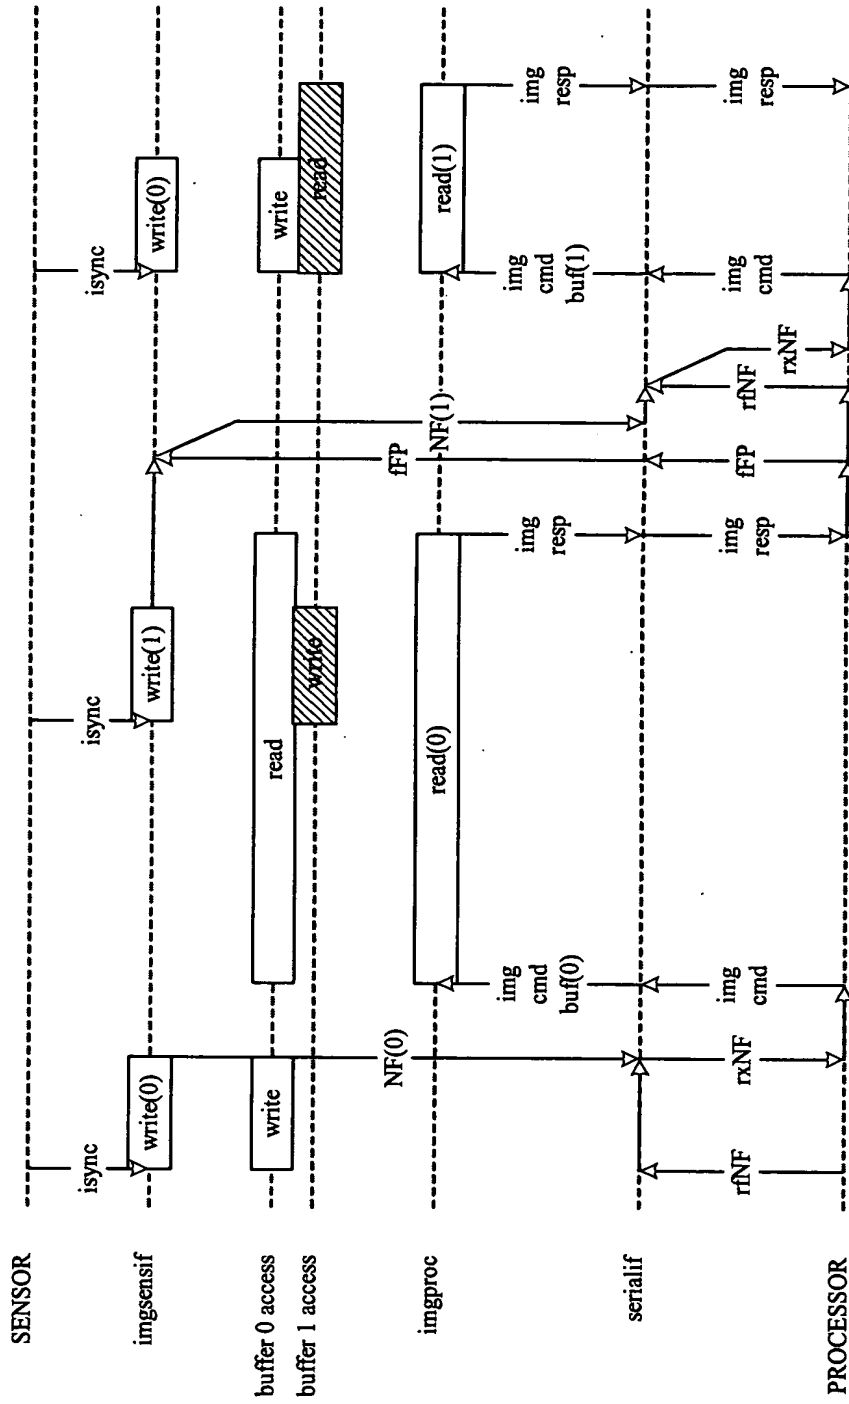 SENSOR
isync
isync
isync
imgsensif
write(0)
write(1)
write(0)
buffer 0 access
write
read
write
buffer 1 access
write
read
NF(0)
fFP
NF(1)
imgproc
read(0)
read(1)
img
cmd
buf(0)
img
resp
img
cmd
buf(1)
img
resp
serialif
rfNF
rxNF
img
cmd
img
resp
fFP
rfNF
rxNF
img
cmd
img
resp
PROCESSOR